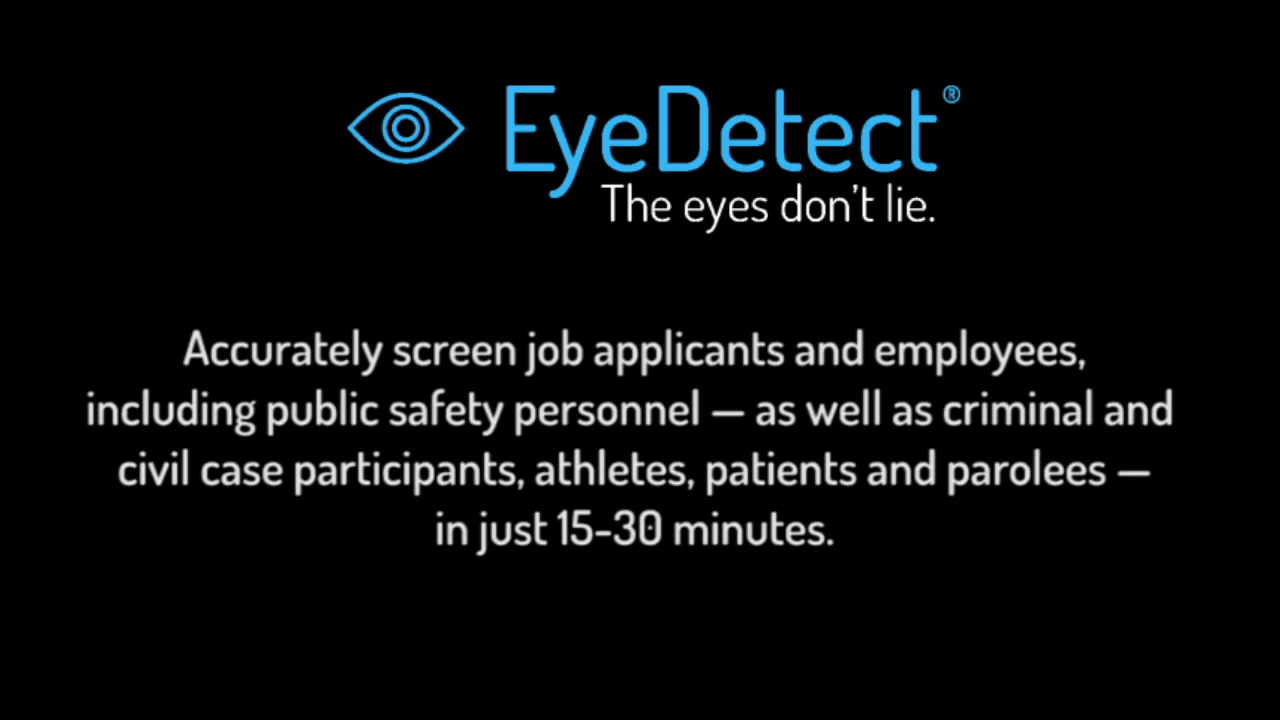 EyeDetect®
The eyes don't lie.
Accurately screen job applicants and employees,
including public safety personnel — as well as criminal and
civil case participants, athletes, patients and parolees —
in just 15-30 minutes.